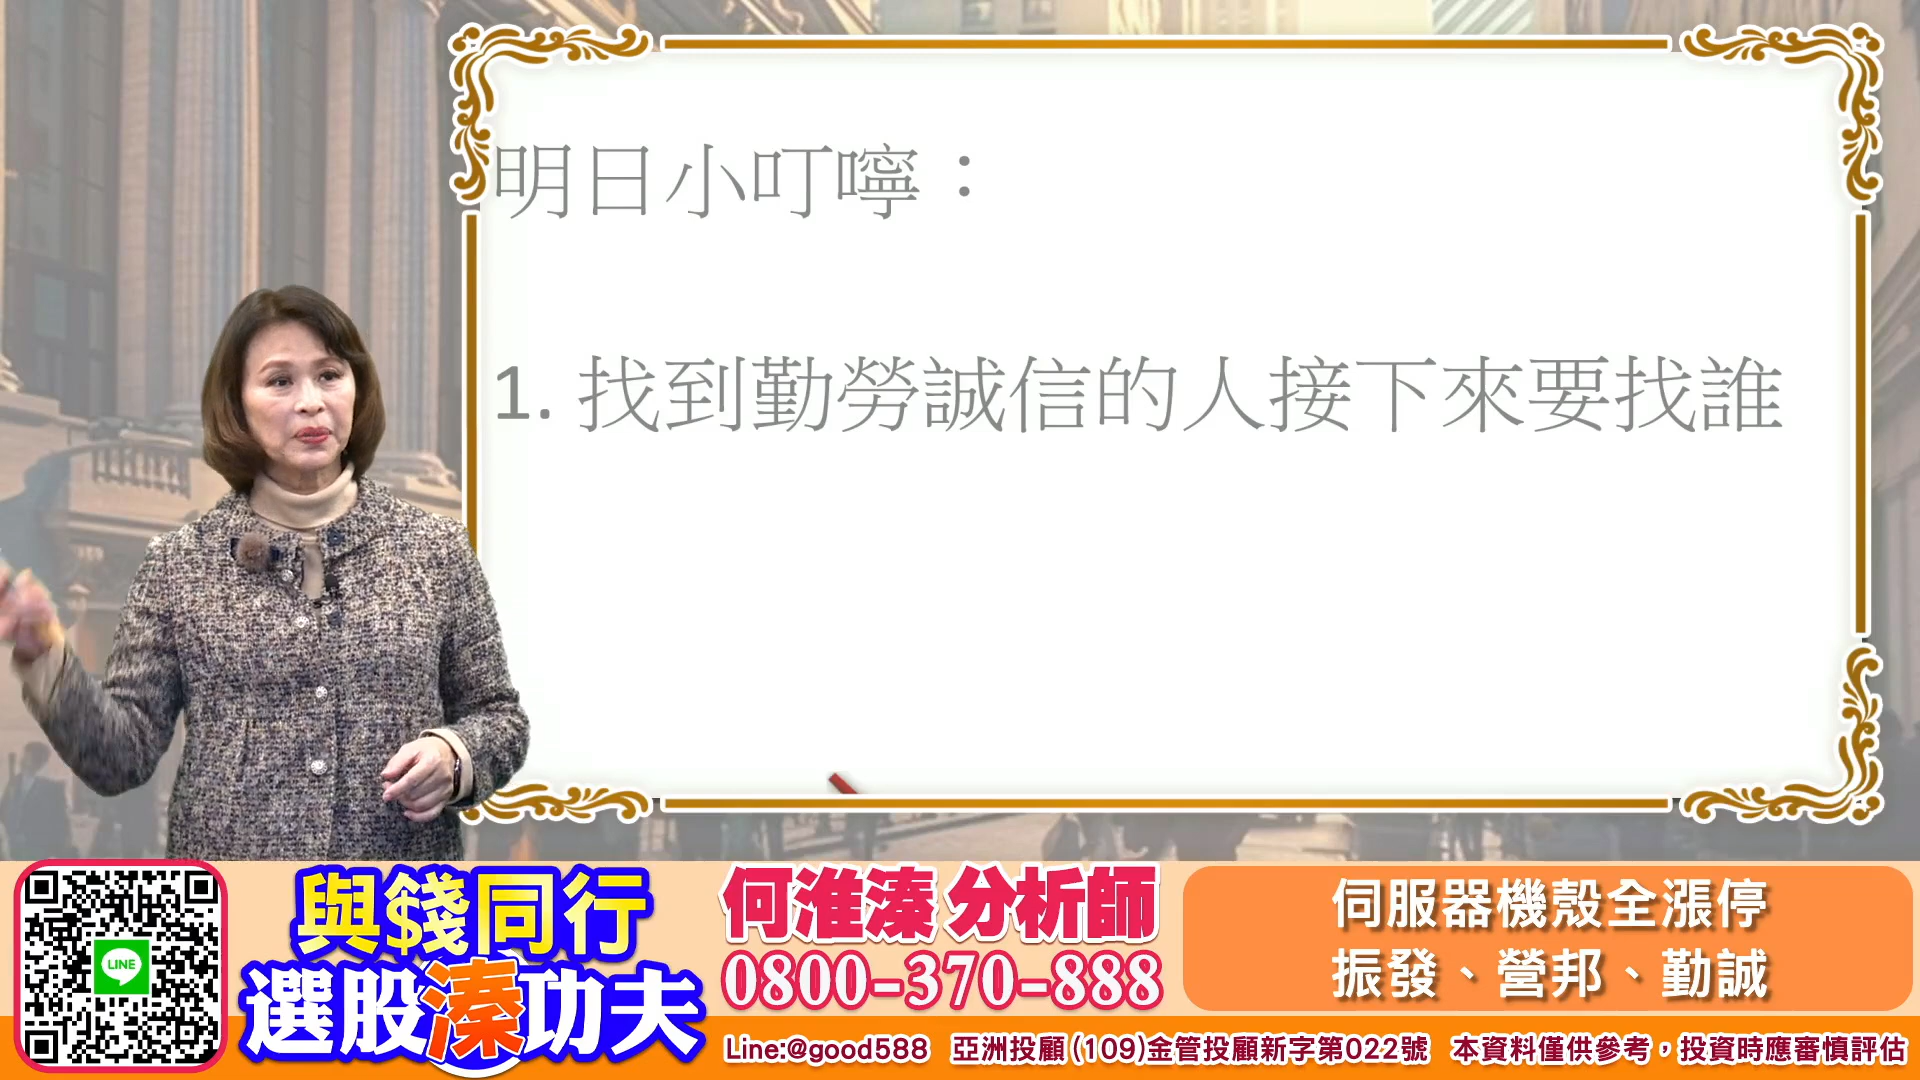 明日小叮嚀：
1. 找到勤勞誠信的人接下來要找誰
LINE
與錢同行
選股溱功夫
何淮溱 分析師
0800-370-888
伺服器機殼全漲停
振發、營邦、勤誠
Line:@good588 亞洲投顧 (109)金管投顧新字第022號 本資料僅供參考，投資時應審慎評估